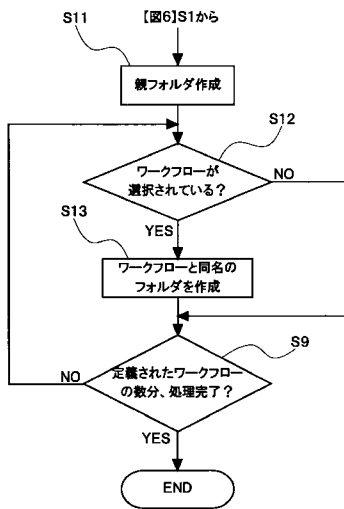 【図6】S1から
S11
親フォルダ作成
S12
ワークフローが
選択されている?
NO
YES
S13
ワークフローと同名の
フォルダを作成
S9
定義されたワークフロー
の数分、処理完了?
NO
YES
END